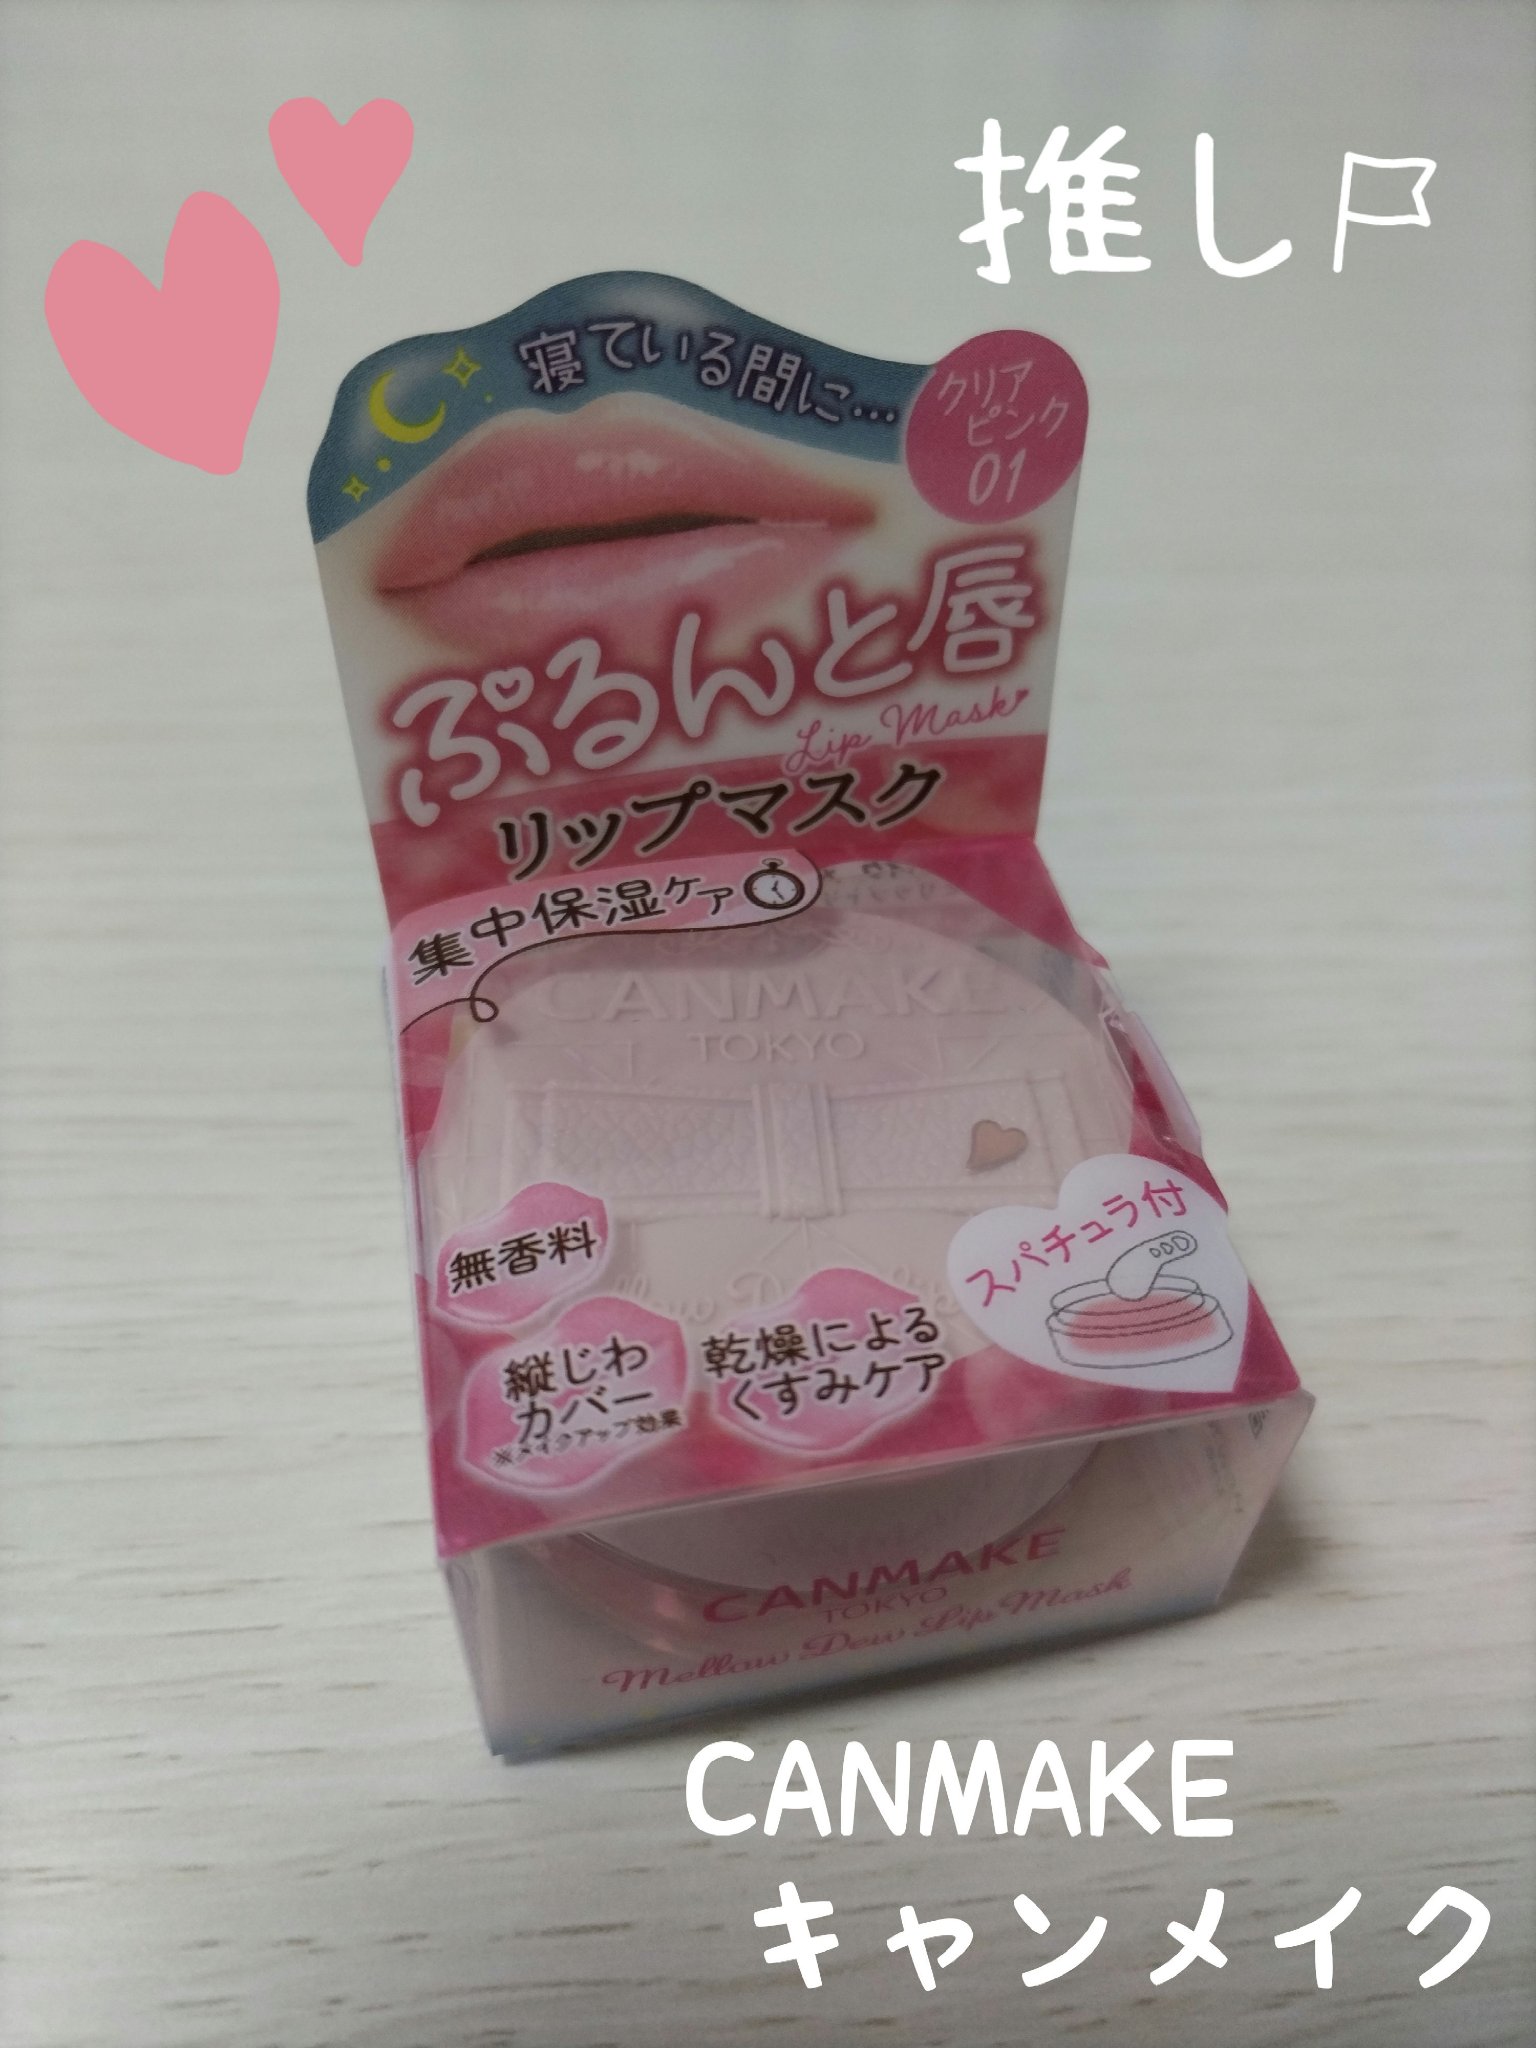 推し
寝ている間に…
クリア
ピンク
01
ぷるんと唇
Lip Mask
リップマスク
集中保湿ケア
CANMAKE
TOKYO
無香料
縦じわ
カバー
※メイクアップ効果
乾燥による
くすみケア
スパチュラ付
CANMAKE
TOKYO
Mellow Dew Lip Mask
CANMAKE
キャンメイク